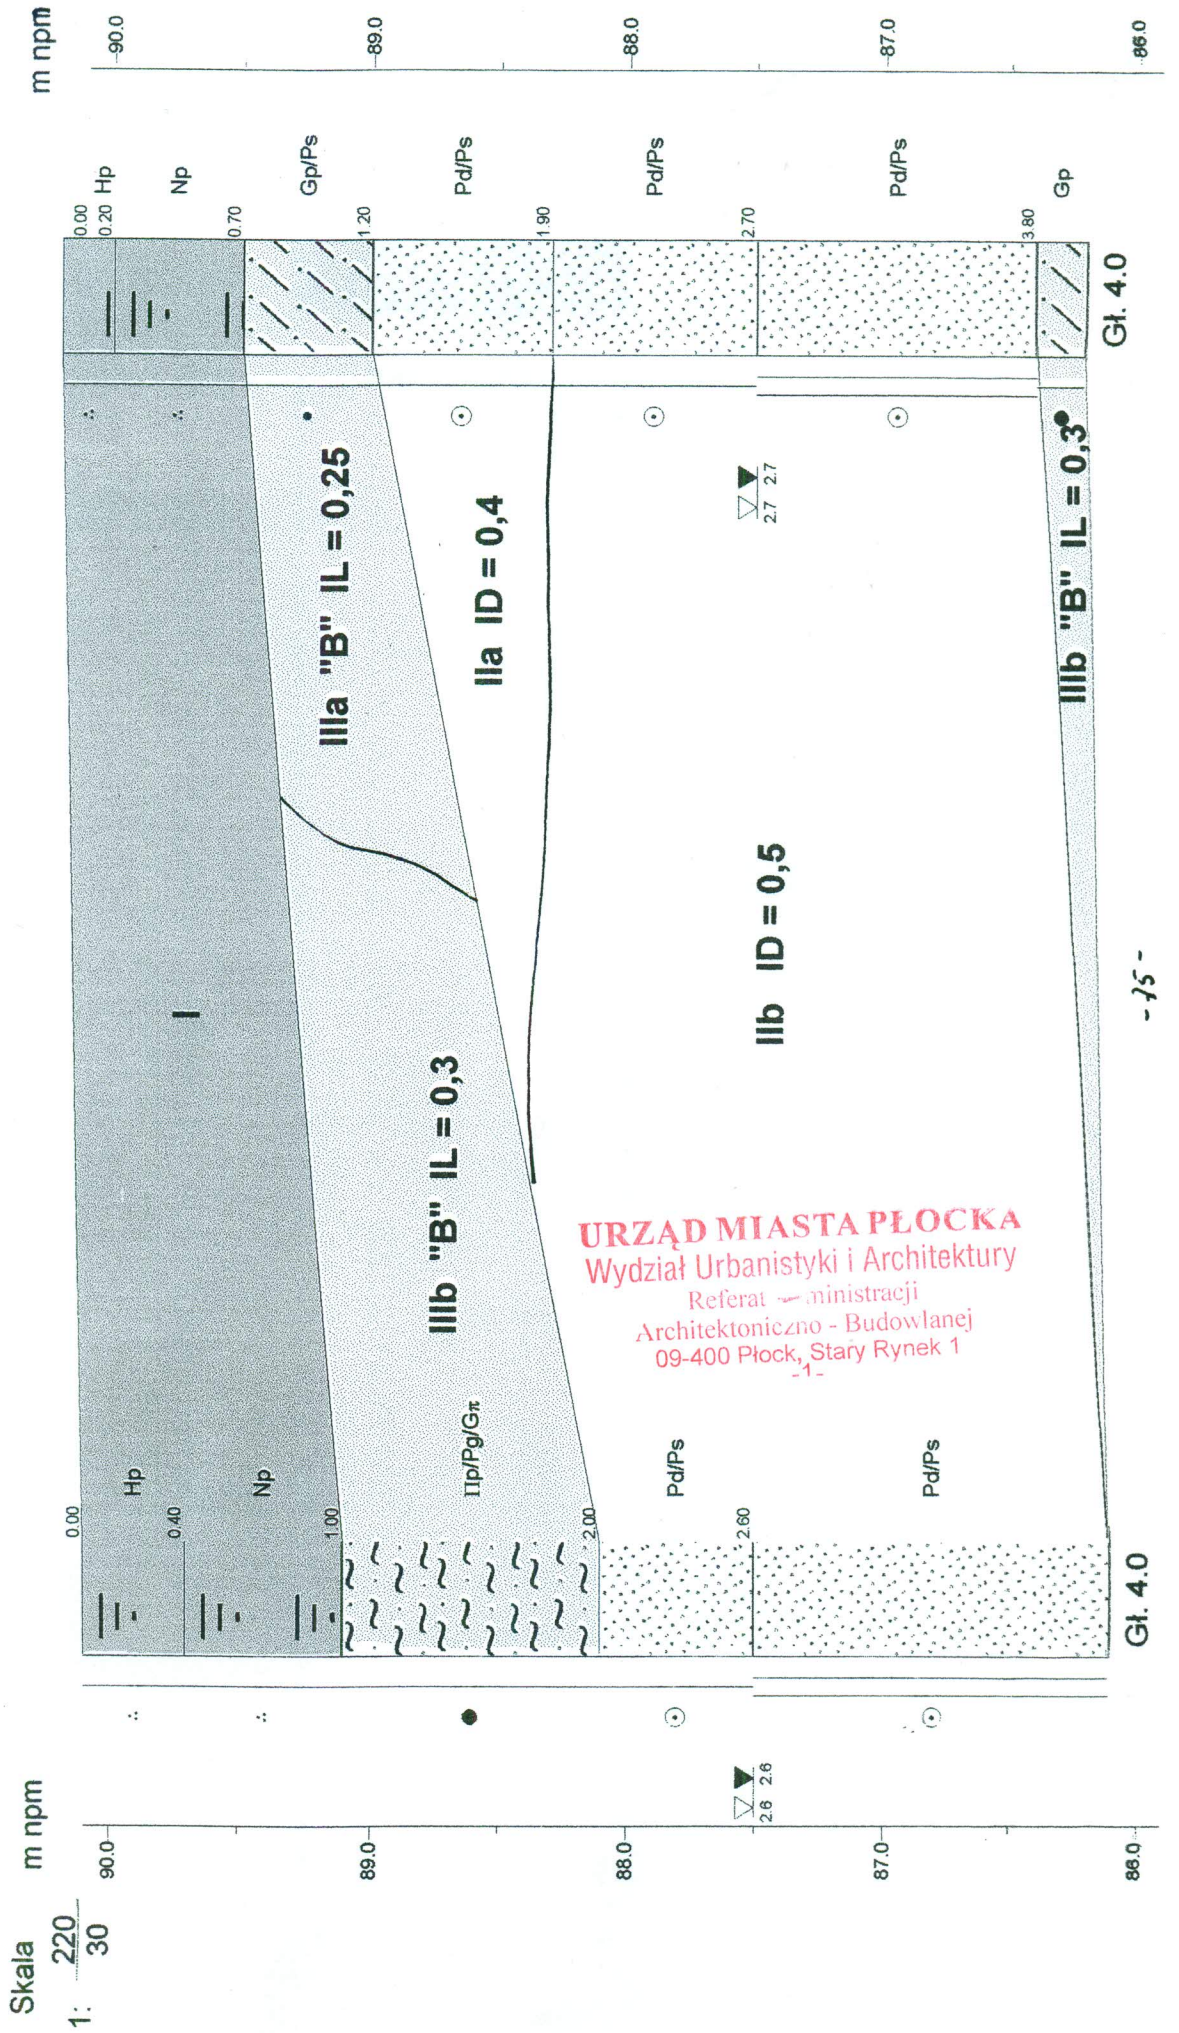 Skala
1: 220
30
m npm
90.0
89.0
88.0
87.0
86.0
2.6 2.6
0.00
Hp
0.40
Np
1.00
Πp/Pg/Gπ
2.00
Pd/Ps
2.60
Pd/Ps
Gł. 4.0
I
IIIb "B" IL = 0,3
IIIa "B" IL = 0,25
IIa ID = 0,4
IIb ID = 0,5
IIIb "B" IL = 0,3
2.7 2.7
0.00
0.20
Hp
Np
0.70
Gp/Ps
1.20
Pd/Ps
1.90
Pd/Ps
2.70
Pd/Ps
3.80
Gp
Gł. 4.0
m npm
90.0
89.0
88.0
87.0
86.0
URZĄD MIASTA PŁOCKA
Wydział Urbanistyki i Architektury
Referat ministracji
Architektoniczno - Budowlanej
09-400 Płock, Stary Rynek 1
-1-
-75-